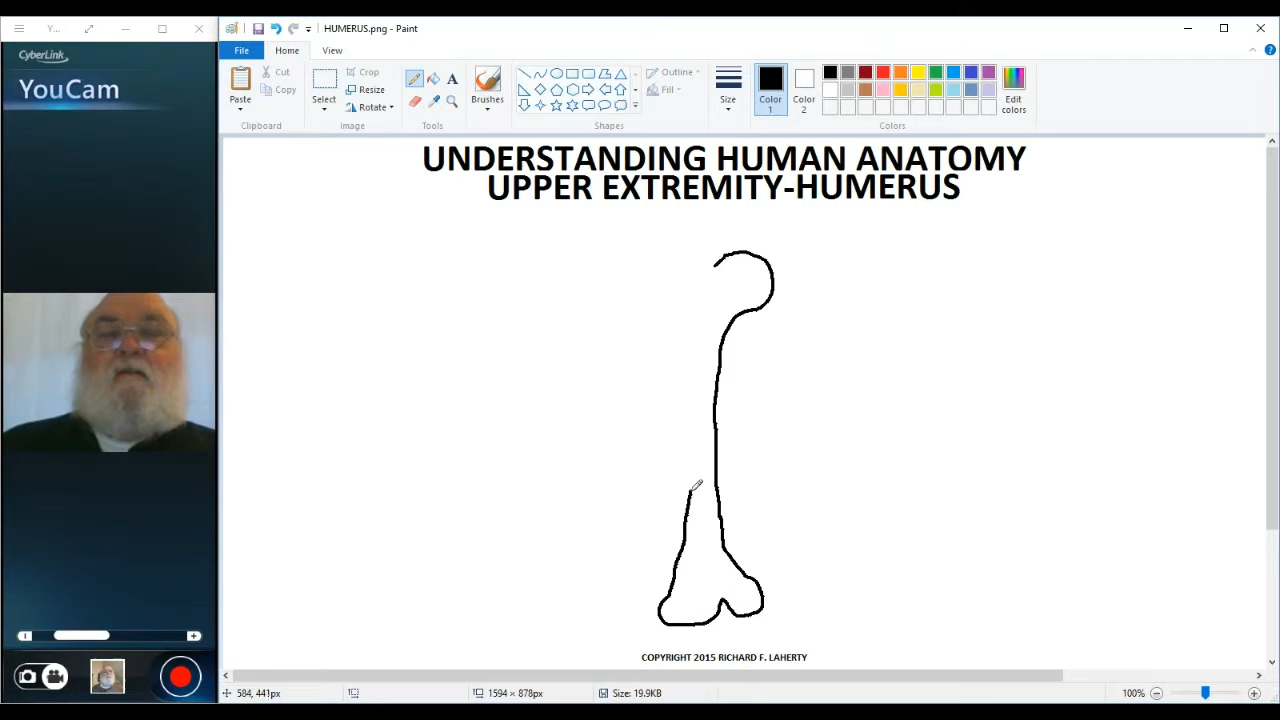 Y...
CyberLink
YouCam
HUMERUS.png - Paint
File
Home
View
Paste
Cut
Copy
Clipboard
Select
Crop
Resize
Rotate
Image
Tools
Brushes
Outline
Fill
Shapes
Size
Color 1
Color 2
Edit colors
Colors
UNDERSTANDING HUMAN ANATOMY
UPPER EXTREMITY-HUMERUS
COPYRIGHT 2015 RICHARD F. LAHERTY
584, 441px
1594 × 878px
Size: 19.9KB
100%